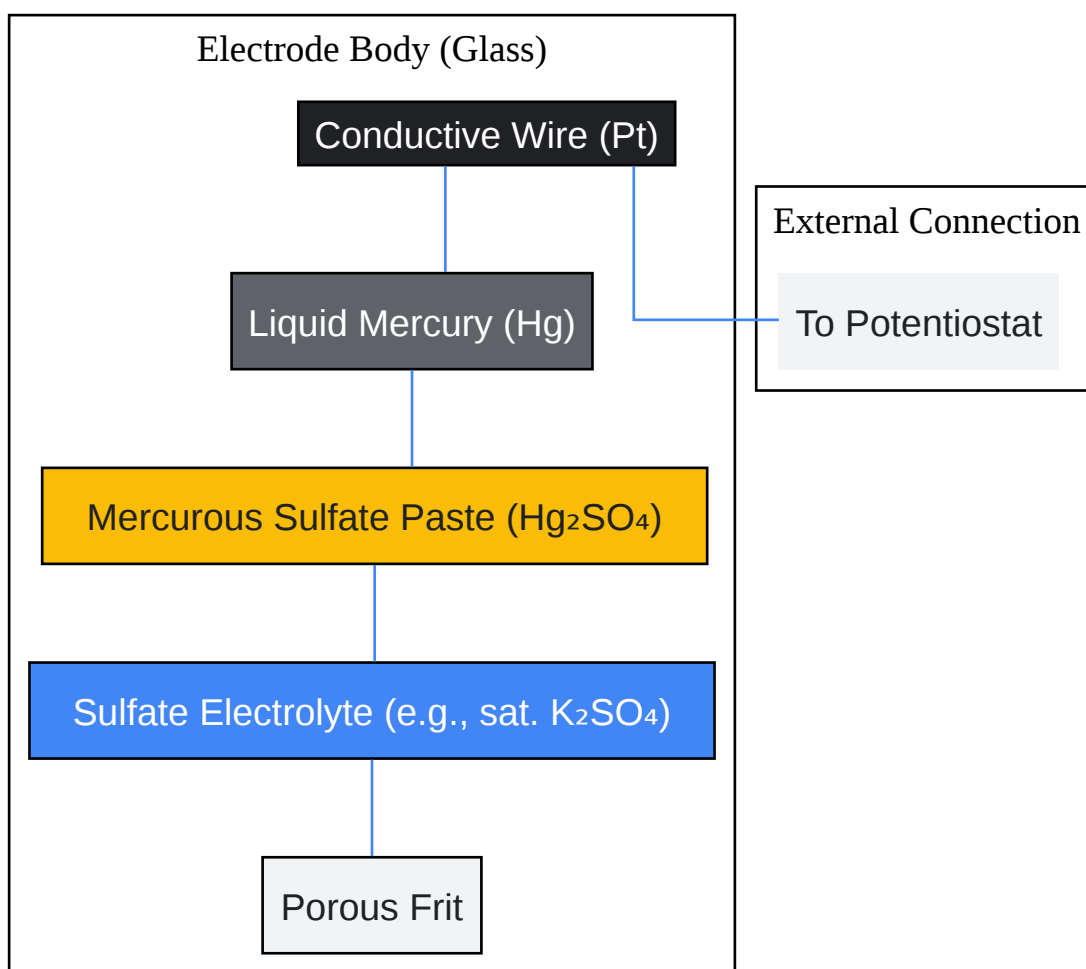 Electrode Body (Glass)
Conductive Wire (Pt)
External Connection
Liquid Mercury (Hg)
To Potentiostat
Mercurous Sulfate Paste (Hg₂SO₄)
Sulfate Electrolyte (e.g., sat. K₂SO₄)
Porous Frit